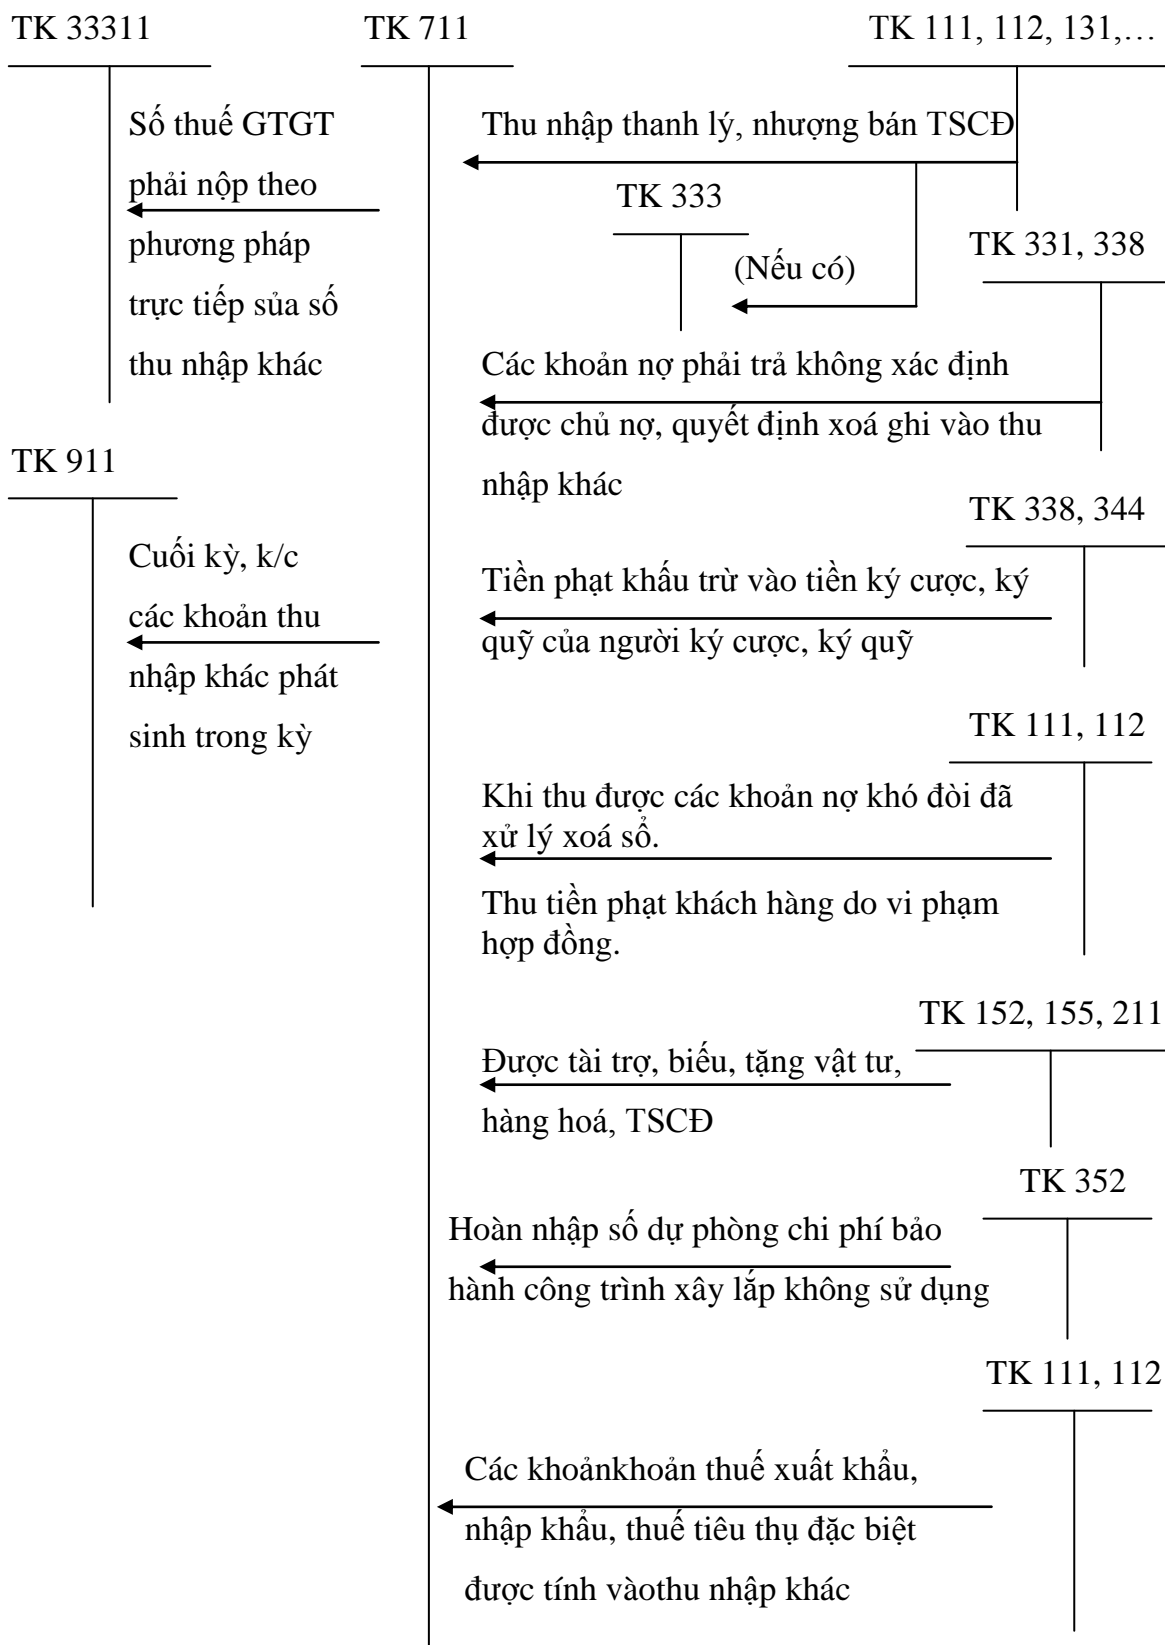 TK 33311
TK 711
TK 111, 112, 131,…
Số thuế GTGT
phải nộp theo
phương pháp
trực tiếp sủa số
thu nhập khác
Thu nhập thanh lý, nhượng bán TSCĐ
TK 333
(Nếu có)
TK 331, 338
Các khoản nợ phải trả không xác định
được chủ nợ, quyết định xoá ghi vào thu
nhập khác
TK 911
Cuối kỳ, k/c
các khoản thu
nhập khác phát
sinh trong kỳ
TK 338, 344
Tiền phạt khấu trừ vào tiền ký cược, ký
quỹ của người ký cược, ký quỹ
TK 111, 112
Khi thu được các khoản nợ khó đòi đã
xử lý xoá sổ.
Thu tiền phạt khách hàng do vi phạm
hợp đồng.
TK 152, 155, 211
Được tài trợ, biếu, tặng vật tư,
hàng hoá, TSCĐ
TK 352
Hoàn nhập số dự phòng chi phí bảo
hành công trình xây lắp không sử dụng
TK 111, 112
Các khoảnkhoản thuế xuất khẩu,
nhập khẩu, thuế tiêu thụ đặc biệt
được tính vàothu nhập khác